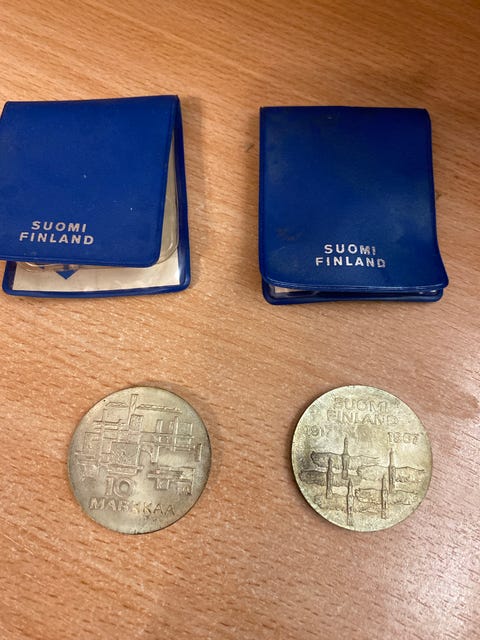 SUOMI
FINLAND
SUOMI
FINLAND
10
MARKKAA
SUOMI
FINLAND
1917 1967